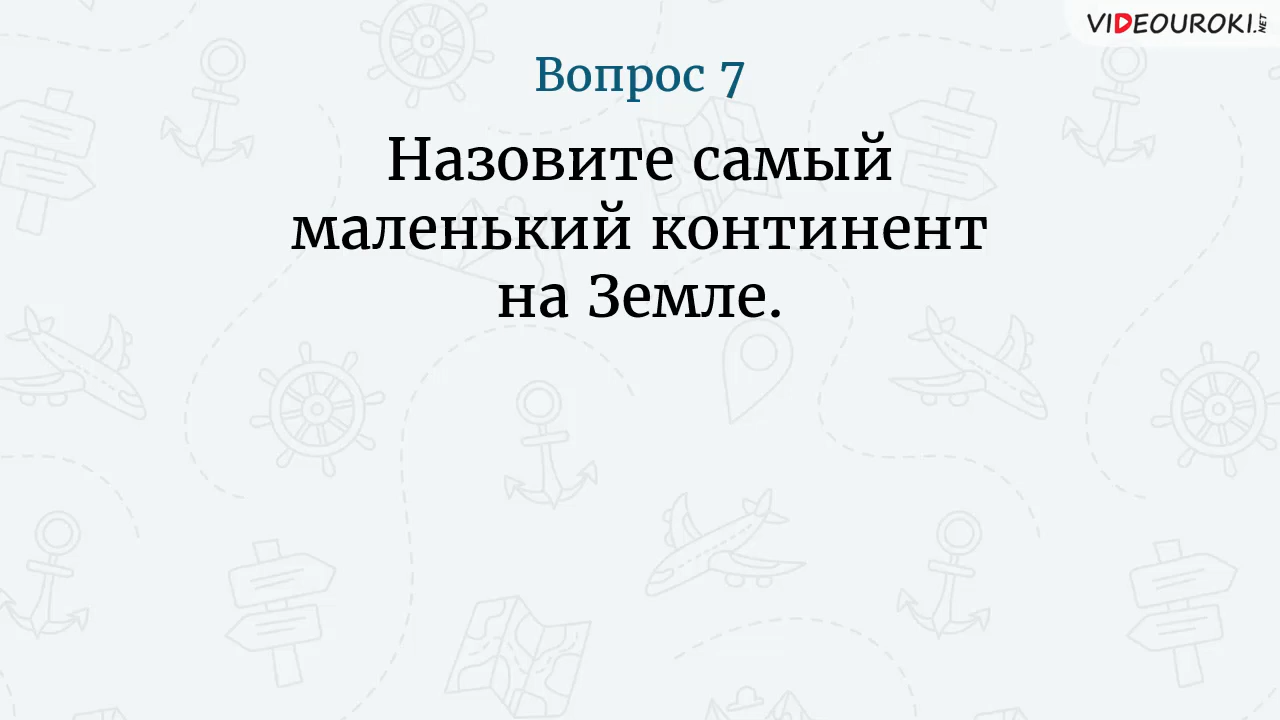 VIDEOUROKI.NET
Вопрос 7
Назовите самый
маленький континент
на Земле.